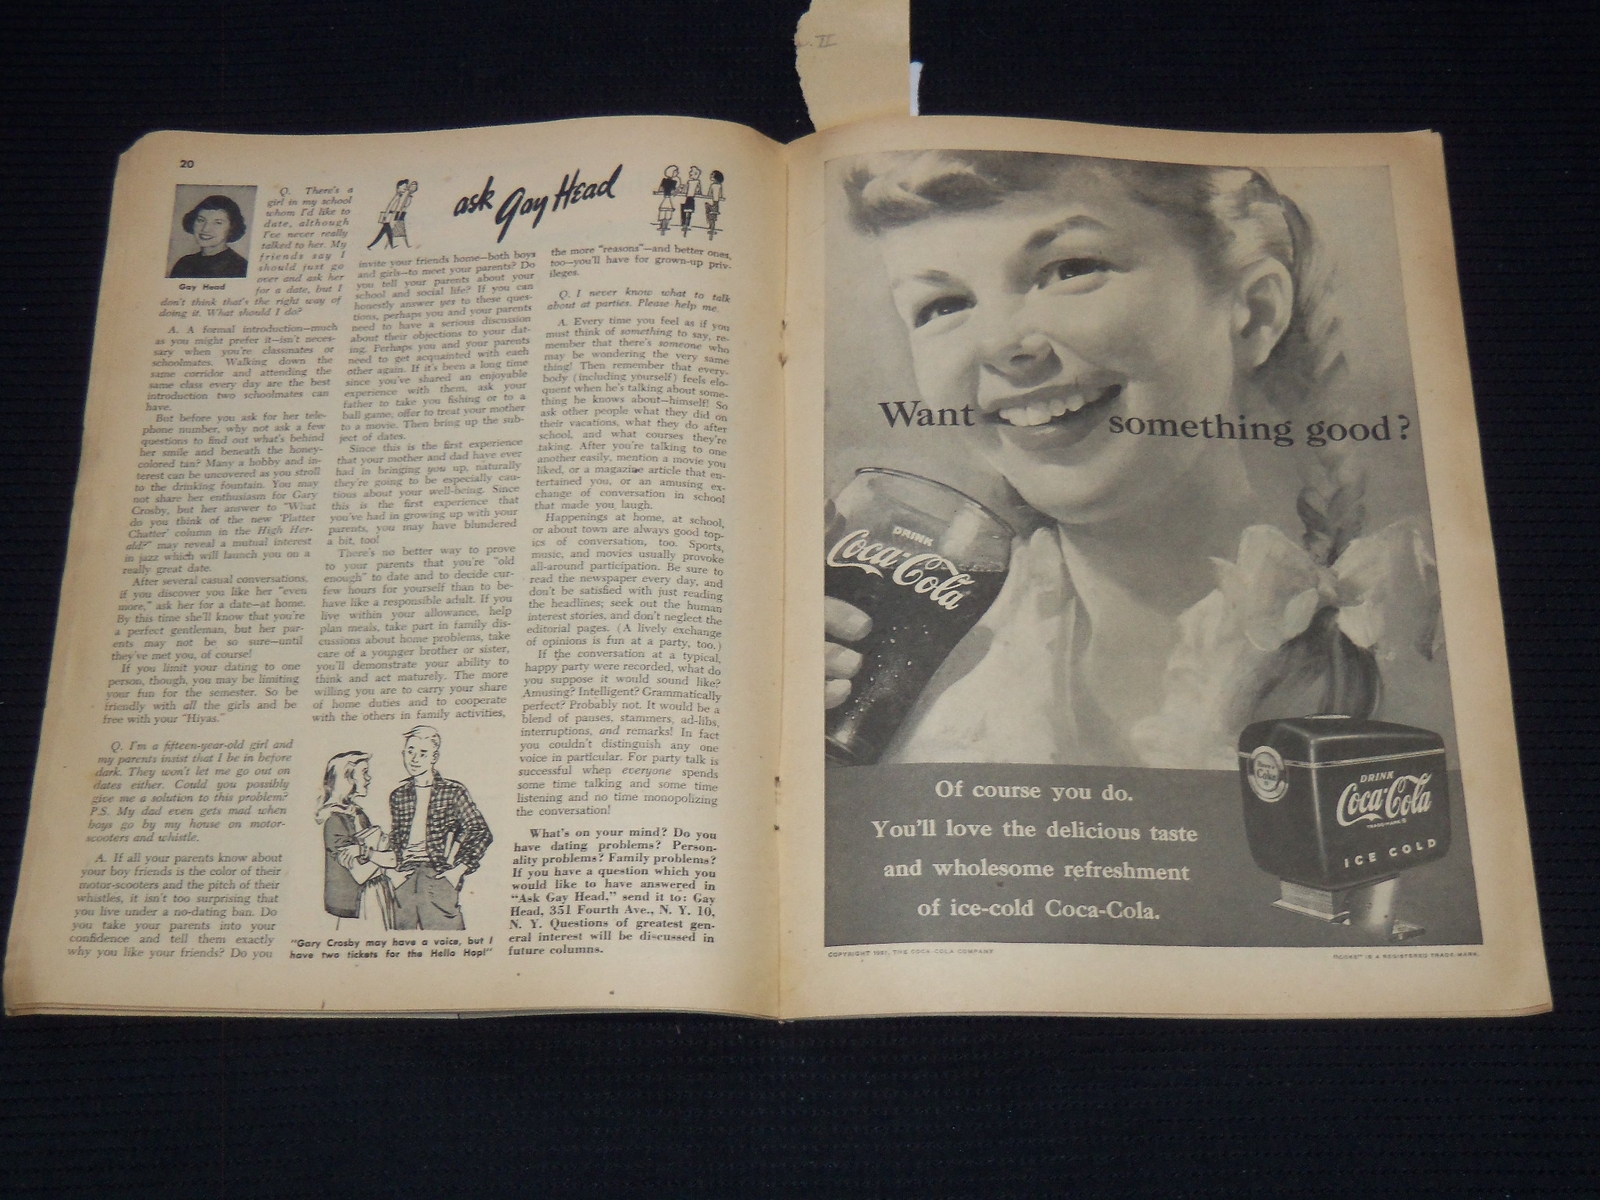 II
20
ask Gay Head
Gay Head
Q. There's a
girl in my school
whom I'd like to
date, although
I've never really
talked to her. My
friends say I
should just go
over and ask her
for a date, but I
don't think that's the right way of
doing it. What should I do?
A. A formal introduction—much
as you might prefer it—isn't neces-
sary when you're classmates or
schoolmates. Walking down the
same corridor and attending the
same class every day are the best
introduction two schoolmates can
have.
But before you ask for her tele-
phone number, why not ask a few
questions to find out what's behind
her smile and beneath the honey-
colored tan? Many a hobby and in-
terest can be uncovered as you stroll
to the drinking fountain. You may
not share her enthusiasm for Gary
Crosby, but her answer to "What
do you think of the new 'Platter
Chatter' column in the High Her-
ald?" may reveal a mutual interest
in jazz which will launch you on a
really great date.
After several casual conversations,
if you discover you like her "even
more," ask her for a date—at home.
By this time she'll know that you're
a perfect gentleman, but her par-
ents may not be so sure—until
they've met you, of course!
If you limit your dating to one
person, though, you may be limiting
your fun for the semester. So be
friendly with all the girls and be
free with your "Hiyas."
Q. I'm a fifteen-year-old girl and
my parents insist that I be in before
dark. They won't let me go out on
dates either. Could you possibly
give me a solution to this problem?
P.S. My dad even gets mad when
boys go by my house on motor-
scooters and whistle.
A. If all your parents know about
your boy friends is the color of their
motor-scooters and the pitch of their
whistles, it isn't too surprising that
you live under a no-dating ban. Do
you take your parents into your
confidence and tell them exactly
why you like your friends? Do you
invite your friends home—both boys
and girls—to meet your parents? Do
you tell your parents about your
school and social life? If you can
honestly answer yes to these ques-
tions, perhaps you and your parents
need to have a serious discussion
about their objections to your dat-
ing. Perhaps you and your parents
need to get acquainted with each
other again. If it's been a long time
since you've shared an enjoyable
experience with them, ask your
father to take you fishing or to a
ball game; offer to treat your mother
to a movie. Then bring up the sub-
ject of dates.
Since this is the first experience
that your mother and dad have ever
had in bringing you up, naturally
they're going to be especially cau-
tious about your well-being. Since
this is the first experience that
you've had in growing up with your
parents, you may have blundered
a bit, too!
There's no better way to prove
to your parents that you're "old
enough" to date and to decide cur-
few hours for yourself than to be-
have like a responsible adult. If you
live within your allowance, help
plan meals, take part in family dis-
cussions about home problems, take
care of a younger brother or sister,
you'll demonstrate your ability to
think and act maturely. The more
willing you are to carry your share
of home duties and to cooperate
with the others in family activities,
"Gary Crosby may have a voice, but I
have two tickets for the Hello Hop!"
the more "reasons"—and better ones,
too—you'll have for grown-up priv-
ileges.
Q. I never know what to talk
about at parties. Please help me.
A. Every time you feel as if you
must think of something to say, re-
member that there's someone who
may be wondering the very same
thing! Then remember that every-
body (including yourself) feels elo-
quent when he's talking about some-
thing he knows about—himself! So
ask other people what they did on
their vacations, what they do after
school, and what courses they're
taking. After you're talking to one
another easily, mention a movie you
liked, or a magazine article that en-
tertained you, or an amusing ex-
change of conversation in school
that made you laugh.
Happenings at home, at school,
or about town are always good top-
ics of conversation, too. Sports,
music, and movies usually provoke
all-around participation. Be sure to
read the newspaper every day, and
don't be satisfied with just reading
the headlines; seek out the human
interest stories, and don't neglect the
editorial pages. (A lively exchange
of opinions is fun at a party, too.)
If the conversation at a typical,
happy party were recorded, what do
you suppose it would sound like?
Amusing? Intelligent? Grammatically
perfect? Probably not. It would be a
blend of pauses, stammers, ad-libs,
interruptions, and remarks! In fact
you couldn't distinguish any one
voice in particular. For party talk is
successful when everyone spends
some time talking and some time
listening and no time monopolizing
the conversation!
What's on your mind? Do you
have dating problems? Person-
ality problems? Family problems?
If you have a question which you
would like to have answered in
"Ask Gay Head," send it to: Gay
Head, 351 Fourth Ave., N. Y. 10,
N. Y. Questions of greatest gen-
eral interest will be discussed in
future columns.
Want something good?
DRINK
Coca-Cola
Of course you do.
You'll love the delicious taste
and wholesome refreshment
of ice-cold Coca-Cola.
Have a
Coke
DRINK
Coca-Cola
TRADE-MARK ®
ICE COLD
COPYRIGHT 1951, THE COCA-COLA COMPANY
"COKE" IS A REGISTERED TRADE-MARK.